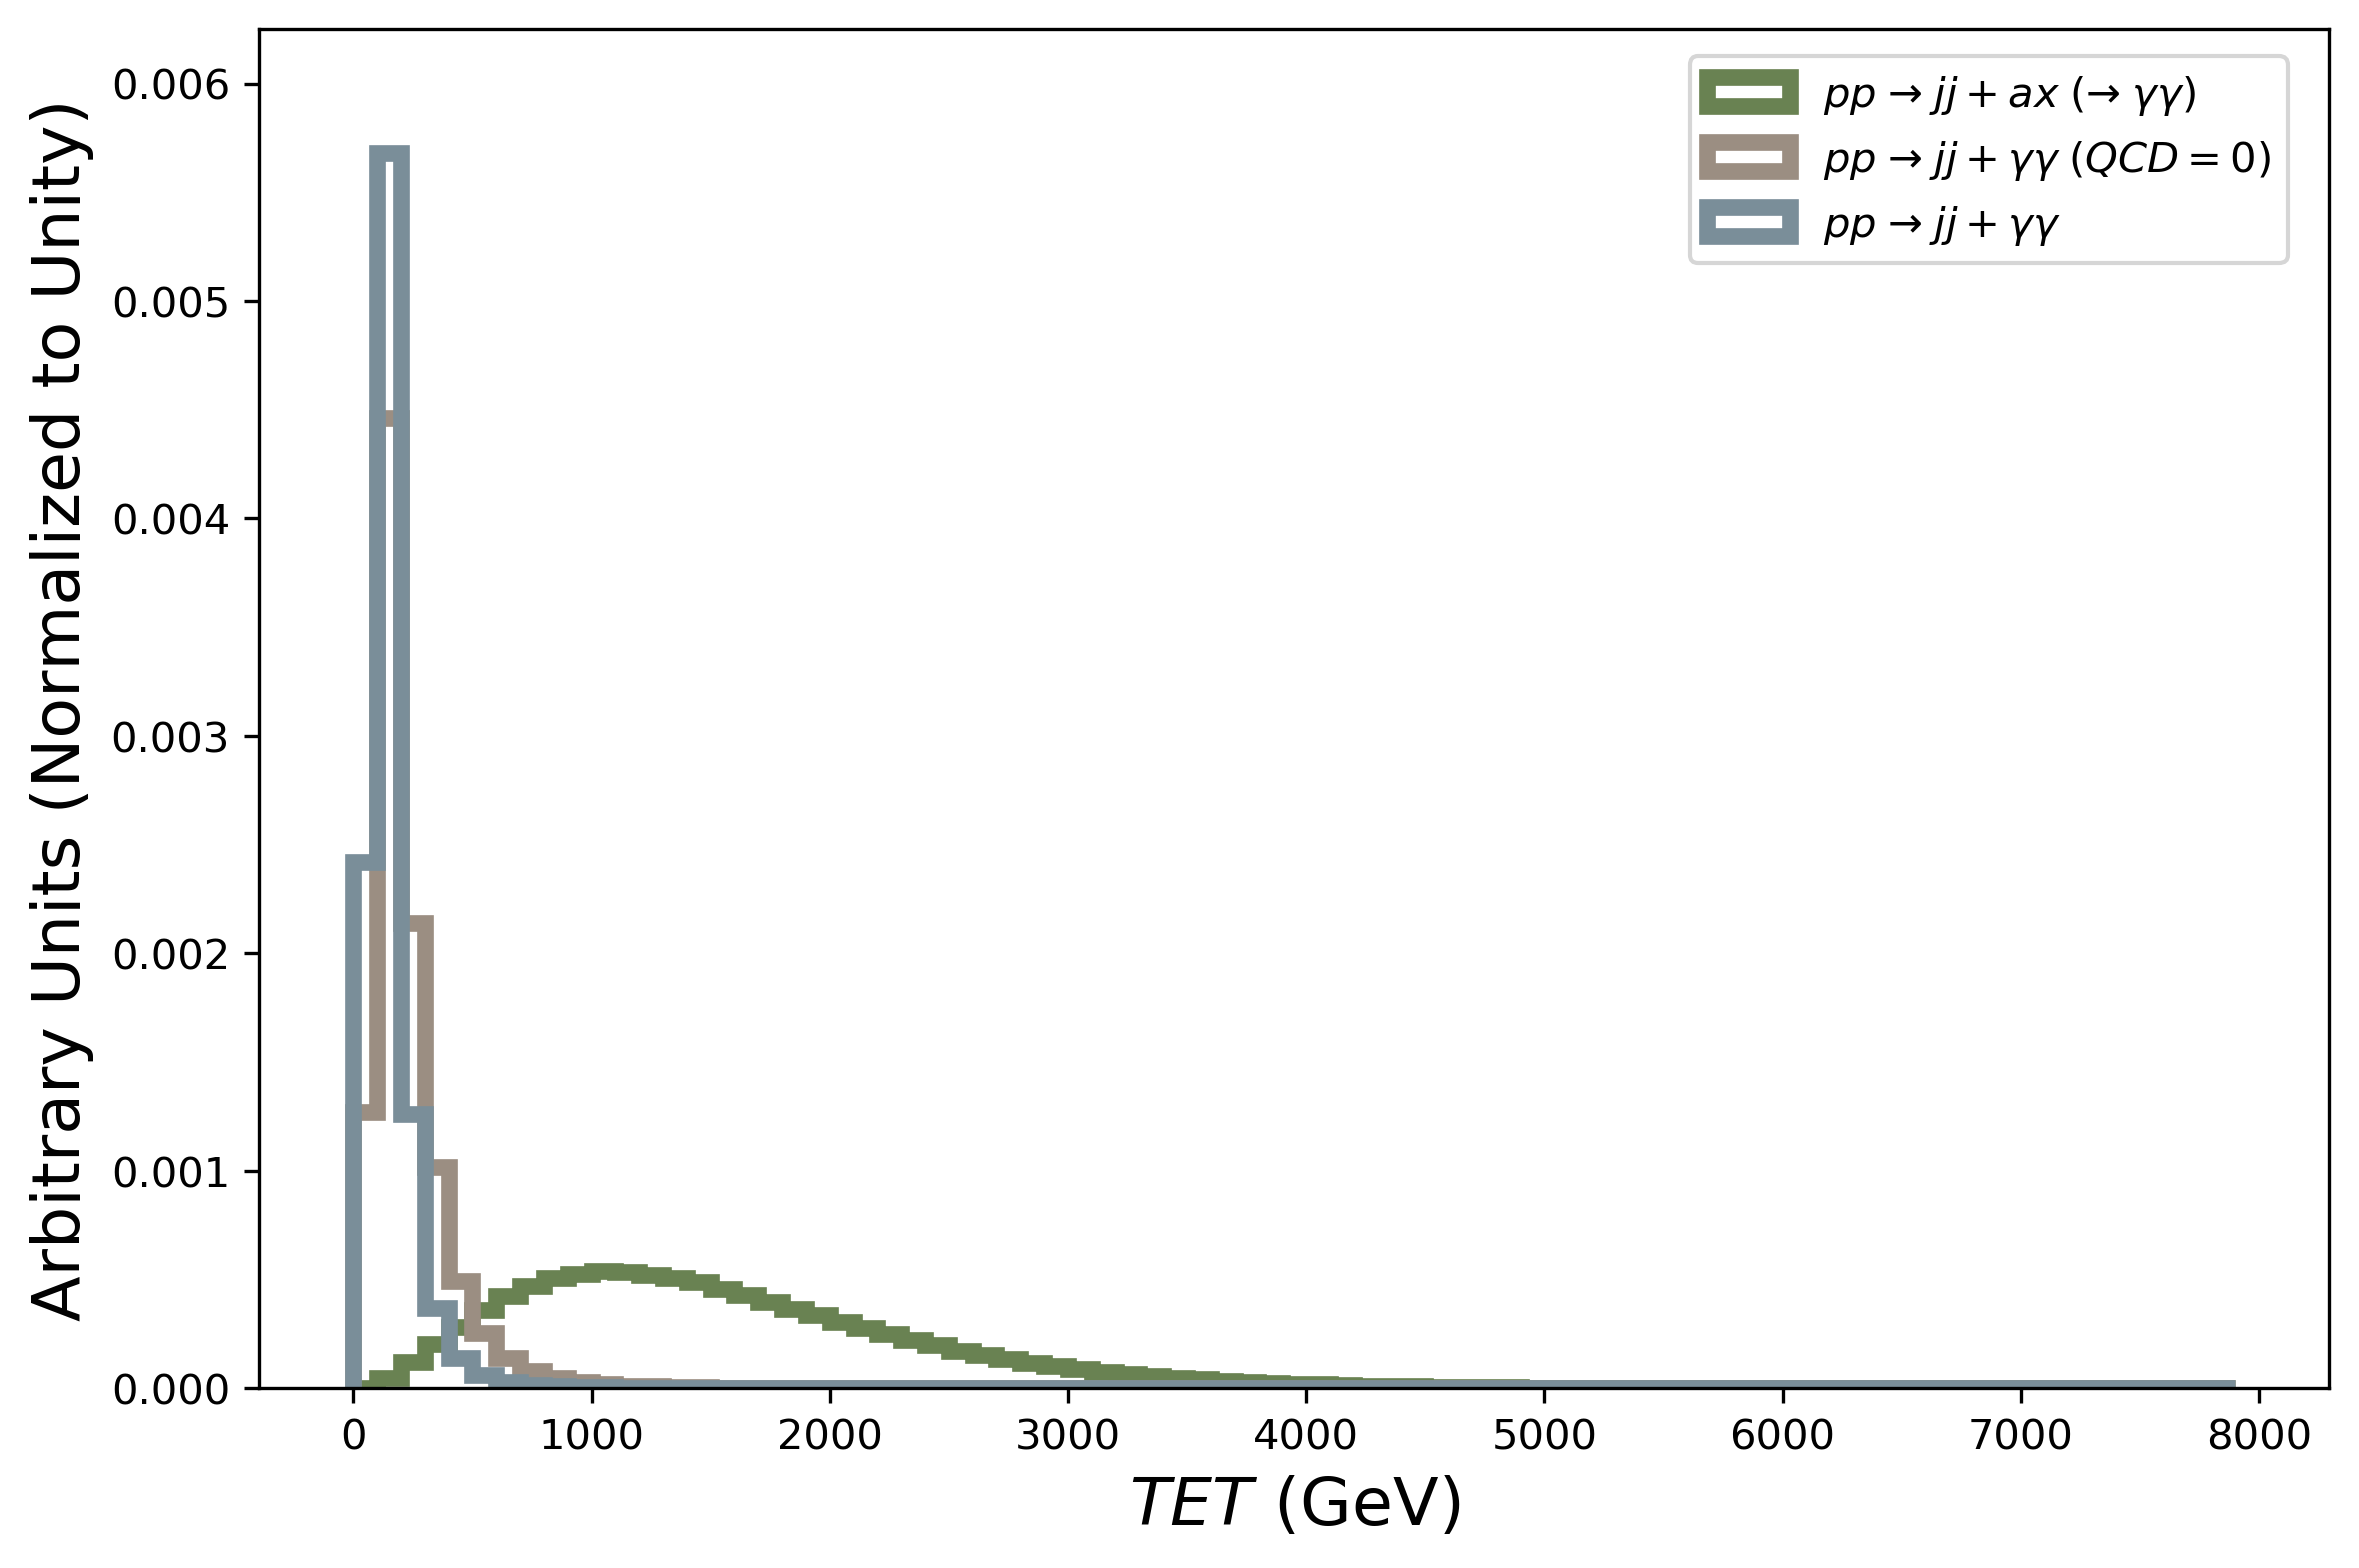 Arbitrary Units (Normalized to Unity)
0.006
0.005
0.004
0.003
0.002
0.001
0.000
pp → jj + ax (→ γγ)
pp → jj + γγ (QCD = 0)
pp → jj + γγ
0 1000 2000 3000 4000 5000 6000 7000 8000
TET (GeV)